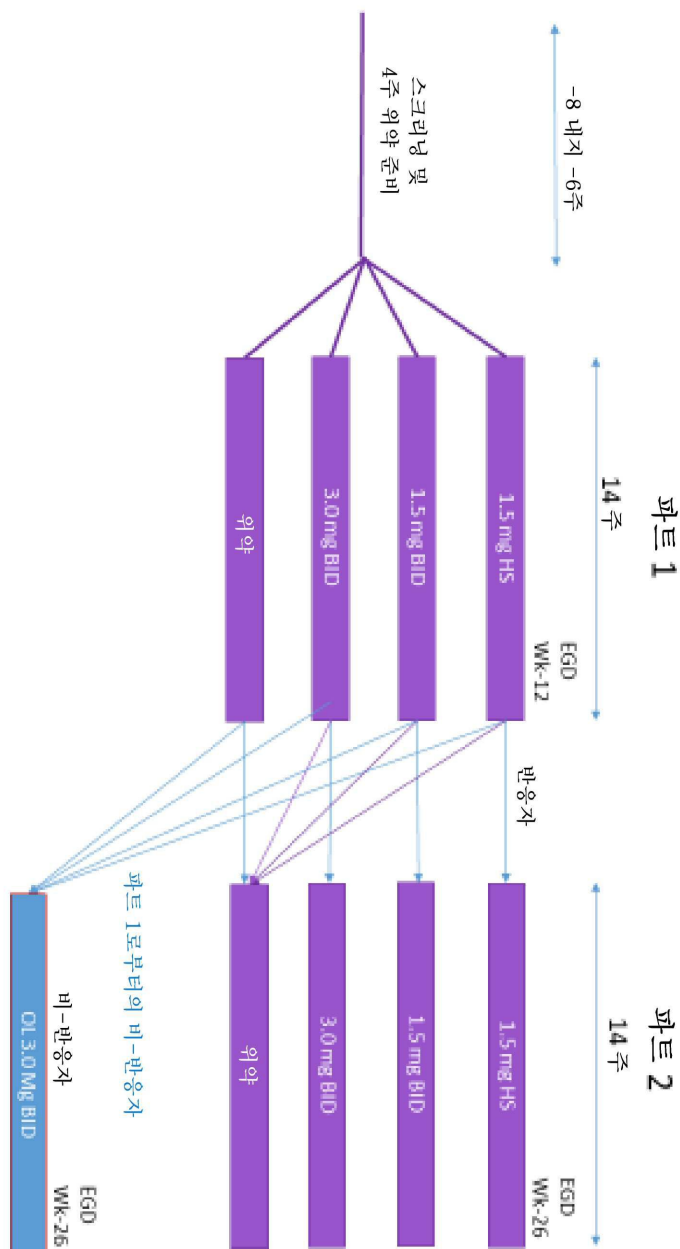 파트 1
파트 2
-8 내지 -6주
14 주
14 주
스크리닝 및
4주 위약 준비
EGD
Wk-12
EGD
Wk-26
1.5 mg HS
1.5 mg BID
3.0 mg BID
위약
반응자
1.5 mg HS
1.5 mg BID
3.0 mg BID
위약
파트 1로부터의 비-반응자
비-반응자
OL 3.0 Mg BID
EGD
Wk-26